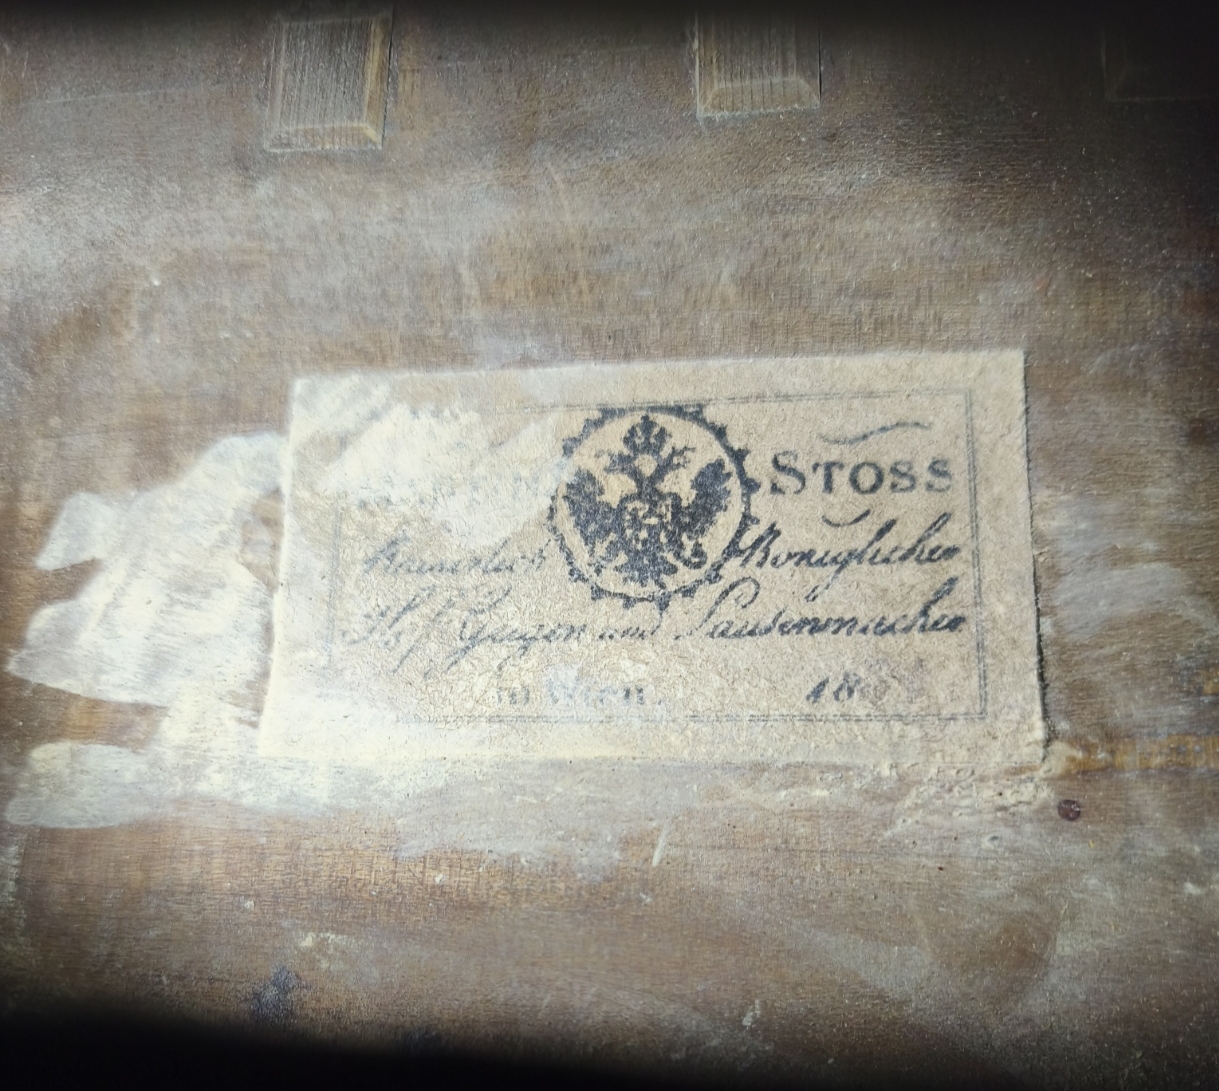 STOSS
Kaiserlich Königlicher
Hof Geigen und Lautenmacher
in Wien. 18